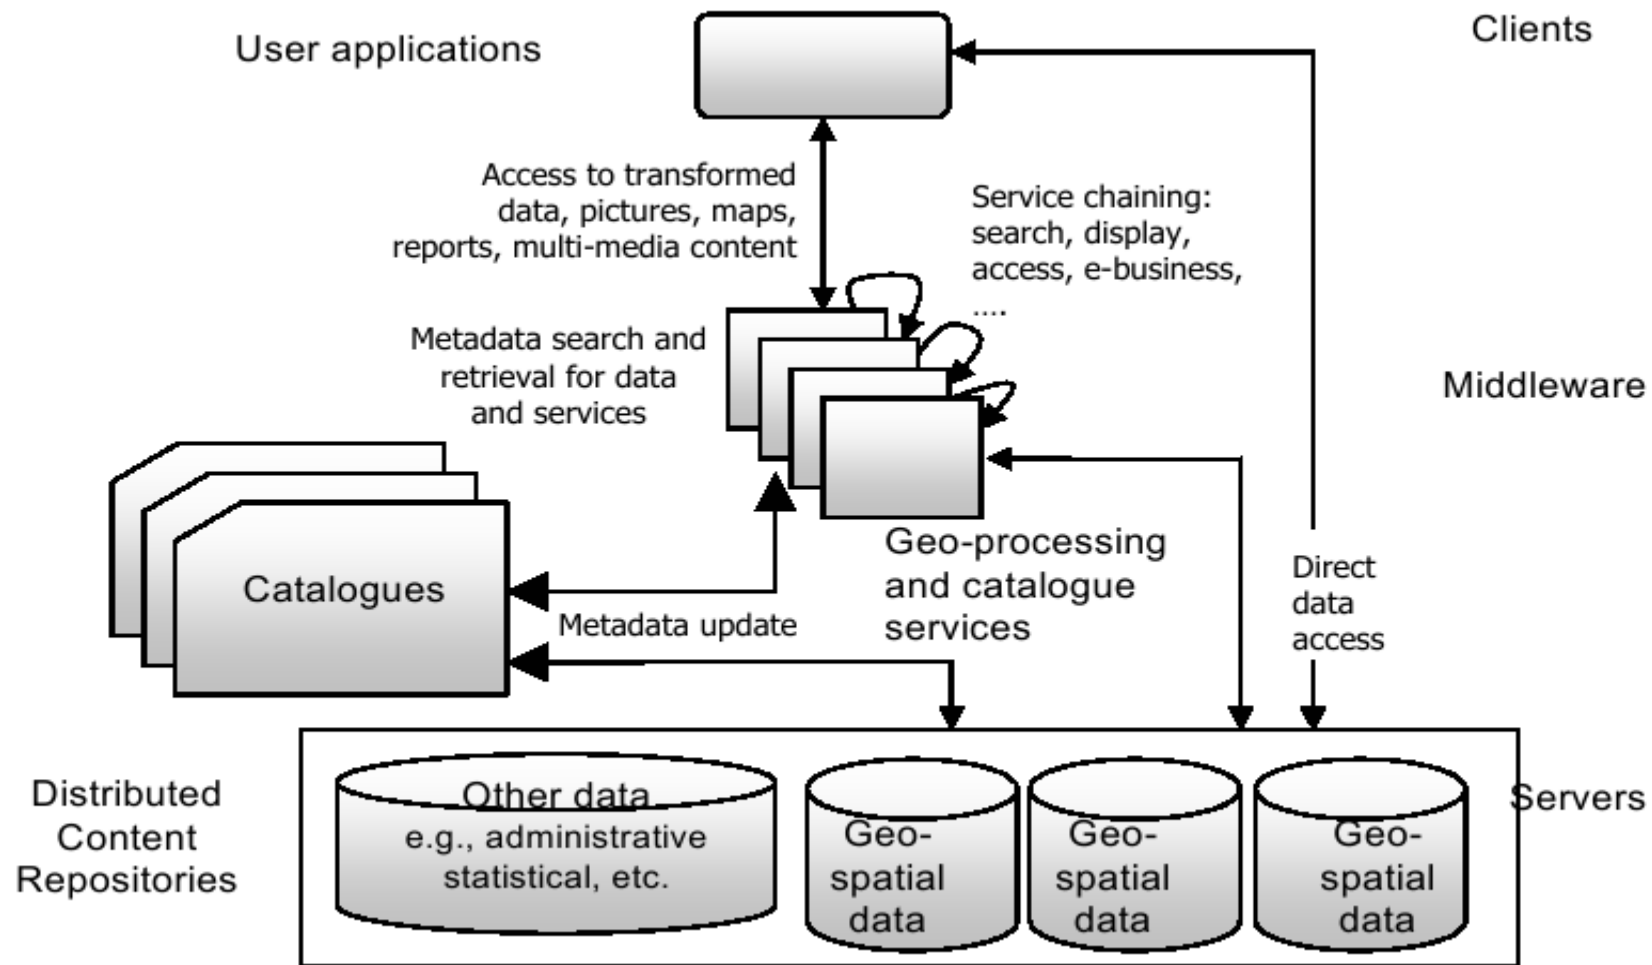 User applications
Clients
Access to transformed
data, pictures, maps,
reports, multi-media content
Service chaining:
search, display,
access, e-business,
....
Metadata search and
retrieval for data
and services
Middleware
Catalogues
Geo-processing
and catalogue
services
Metadata update
Direct
data
access
Distributed
Content
Repositories
Other data
e.g., administrative
statistical, etc.
Geo-
spatial
data
Geo-
spatial
data
Geo-
spatial
data
Servers